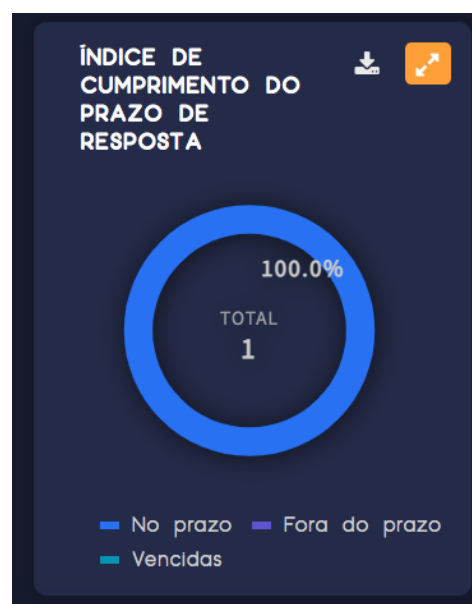 ÍNDICE DE
CUMPRIMENTO DO
PRAZO DE
RESPOSTA
100.0%
TOTAL
1
No prazo Fora do prazo
Vencidas